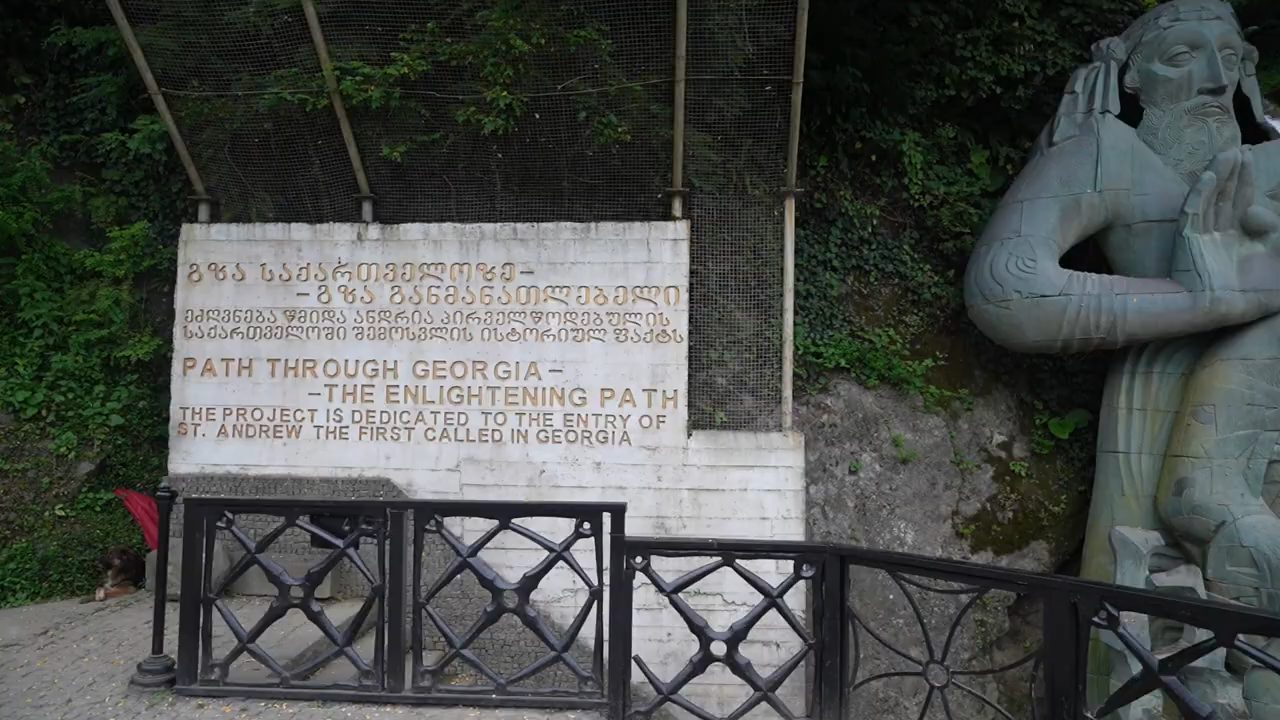 გზა საქართველოზე–
–გზა განმანათლებელი
ეძღვნება წმიდა ანდრია პირველწოდებულის
საქართველოში შემოსვლის ისტორიულ ფაქტს
PATH THROUGH GEORGIA–
–THE ENLIGHTENING PATH
THE PROJECT IS DEDICATED TO THE ENTRY OF
ST. ANDREW THE FIRST CALLED IN GEORGIA